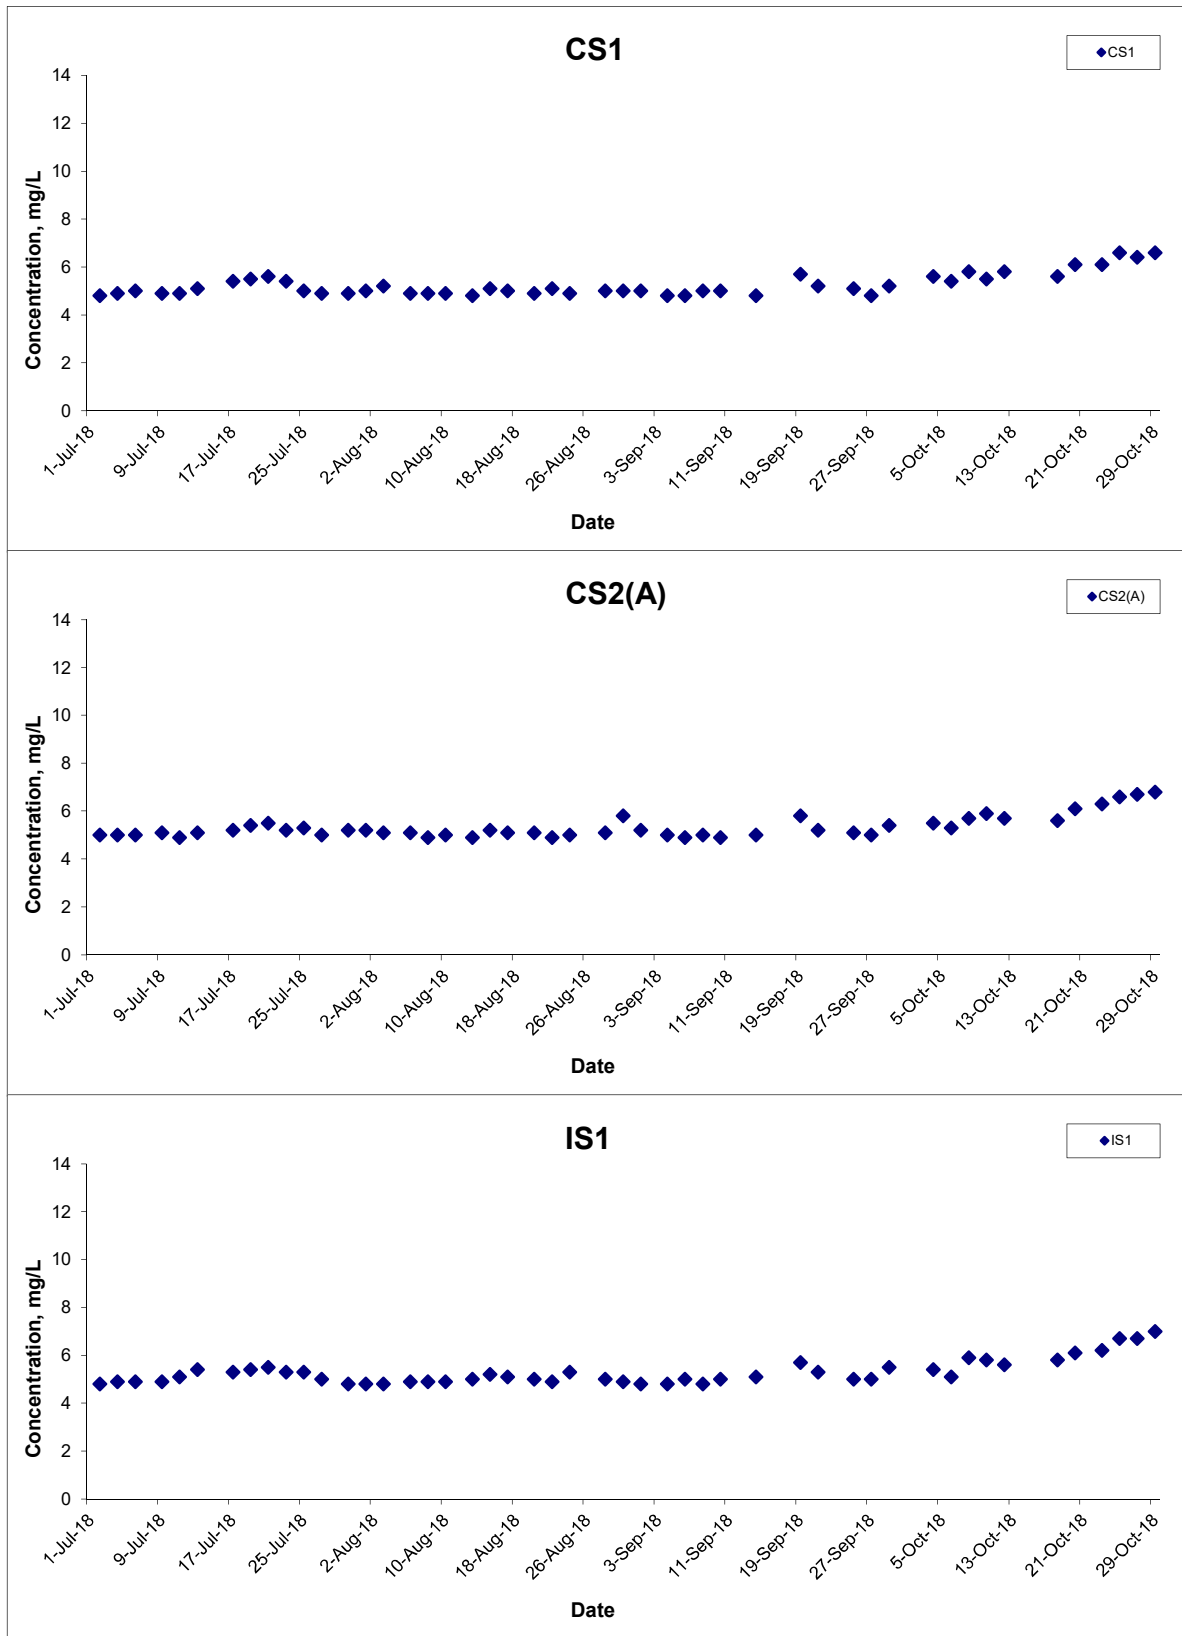 CS1
CS1
14
12
10
8
6
4
2
0
Concentration, mg/L
1-Jul-18
9-Jul-18
17-Jul-18
25-Jul-18
2-Aug-18
10-Aug-18
18-Aug-18
26-Aug-18
3-Sep-18
11-Sep-18
19-Sep-18
27-Sep-18
5-Oct-18
13-Oct-18
21-Oct-18
29-Oct-18
Date
CS2(A)
CS2(A)
14
12
10
8
6
4
2
0
Concentration, mg/L
1-Jul-18
9-Jul-18
17-Jul-18
25-Jul-18
2-Aug-18
10-Aug-18
18-Aug-18
26-Aug-18
3-Sep-18
11-Sep-18
19-Sep-18
27-Sep-18
5-Oct-18
13-Oct-18
21-Oct-18
29-Oct-18
Date
IS1
IS1
14
12
10
8
6
4
2
0
Concentration, mg/L
1-Jul-18
9-Jul-18
17-Jul-18
25-Jul-18
2-Aug-18
10-Aug-18
18-Aug-18
26-Aug-18
3-Sep-18
11-Sep-18
19-Sep-18
27-Sep-18
5-Oct-18
13-Oct-18
21-Oct-18
29-Oct-18
Date